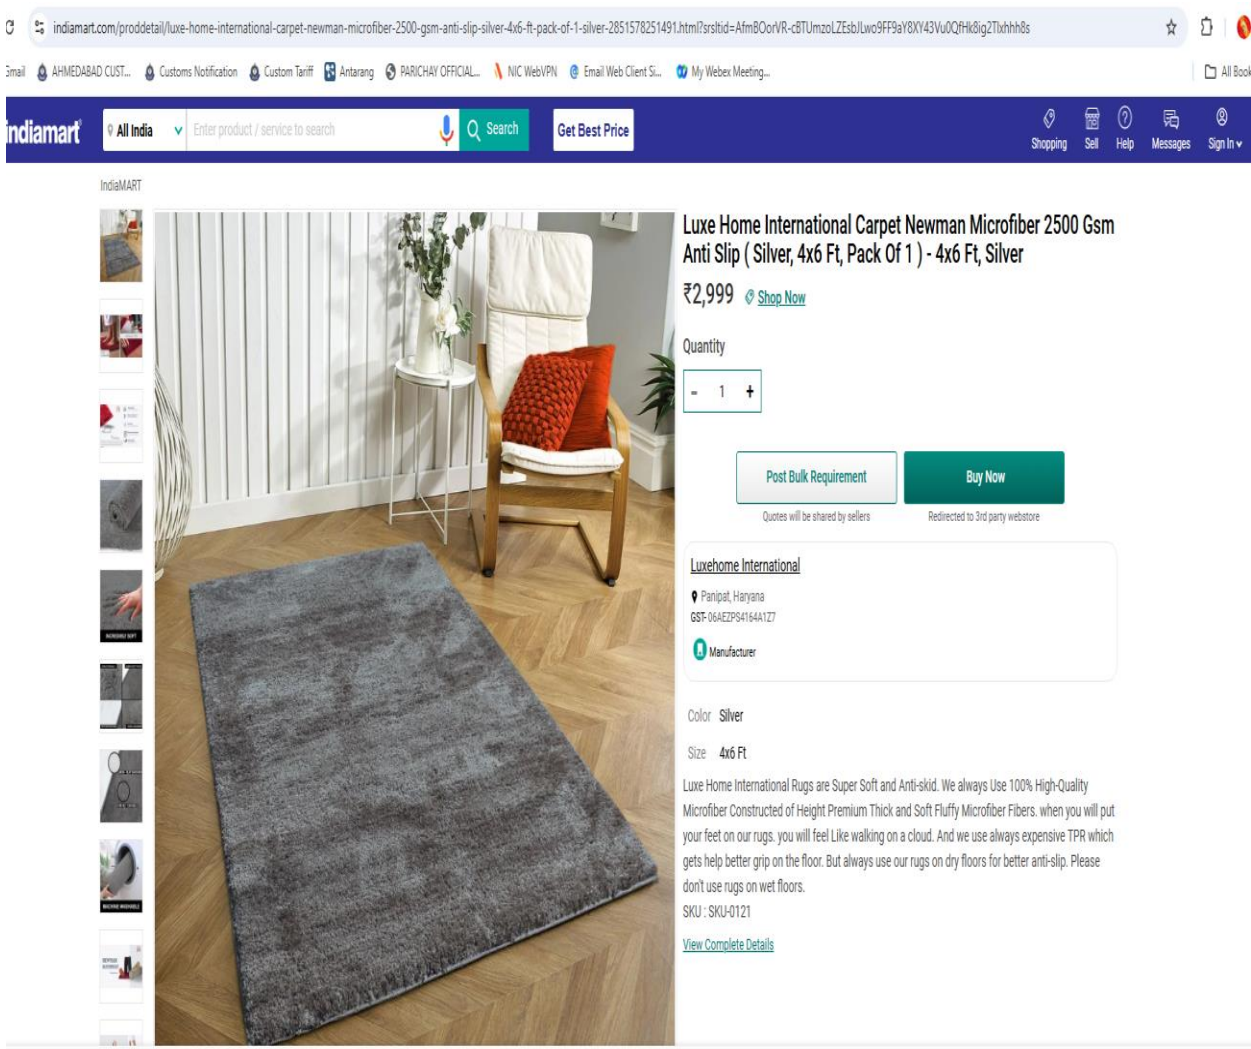 indiamart.com/proddetail/luxe-home-international-carpet-newman-microfiber-2500-gsm-anti-slip-silver-4x6-ft-pack-of-1-silver-2851578251491.html?srsltid=AfmBOorVR-cBTUmzoLZEsbJLwo9FF9aY8XY43Vu0QfHk8ig2Tlxhhh8s
Gmail AHMEDABAD CUST... Customs Notification Custom Tariff Antarang PARICHAY OFFICIAL... NIC WebVPN Email Web Client Si... My Webex Meeting... All Book
indiamart All India Enter product / service to search Search Get Best Price Shopping Sell Help Messages Sign In
IndiaMART
Luxe Home International Carpet Newman Microfiber 2500 Gsm
Anti Slip ( Silver, 4x6 Ft, Pack Of 1 ) - 4x6 Ft, Silver
₹2,999 Shop Now
Quantity
- 1 +
Post Bulk Requirement Buy Now
Quotes will be shared by sellers Redirected to 3rd party webstore
Luxehome International
Panipat, Haryana
GST- 06AEZPS4164A1Z7
Manufacturer
Color Silver
Size 4x6 Ft
Luxe Home International Rugs are Super Soft and Anti-skid. We always Use 100% High-Quality
Microfiber Constructed of Height Premium Thick and Soft Fluffy Microfiber Fibers. when you will put
your feet on our rugs. you will feel Like walking on a cloud. And we use always expensive TPR which
gets help better grip on the floor. But always use our rugs on dry floors for better anti-slip. Please
don't use rugs on wet floors.
SKU : SKU-0121
View Complete Details
INCREDIBLY SOFT
MACHINE WASHABLE